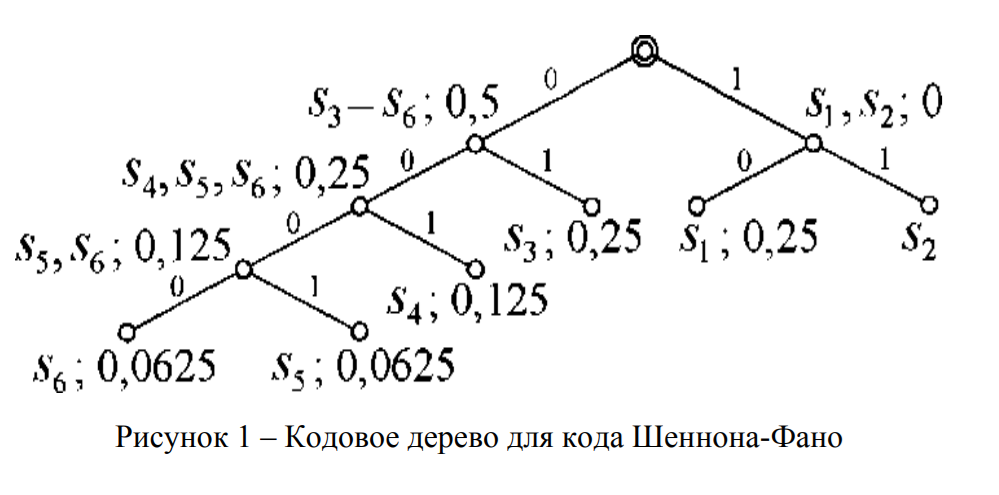 0 1
S₃ – S₆ ; 0,5 S₁ , S₂ ; 0
0 1 0 1
S₄ , S₅ , S₆ ; 0,25
0 1 S₃ ; 0,25 S₁ ; 0,25 S₂
S₅ , S₆ ; 0,125
0 1 S₄ ; 0,125
S₆ ; 0,0625 S₅ ; 0,0625
Рисунок 1 – Кодовое дерево для кода Шеннона-Фано